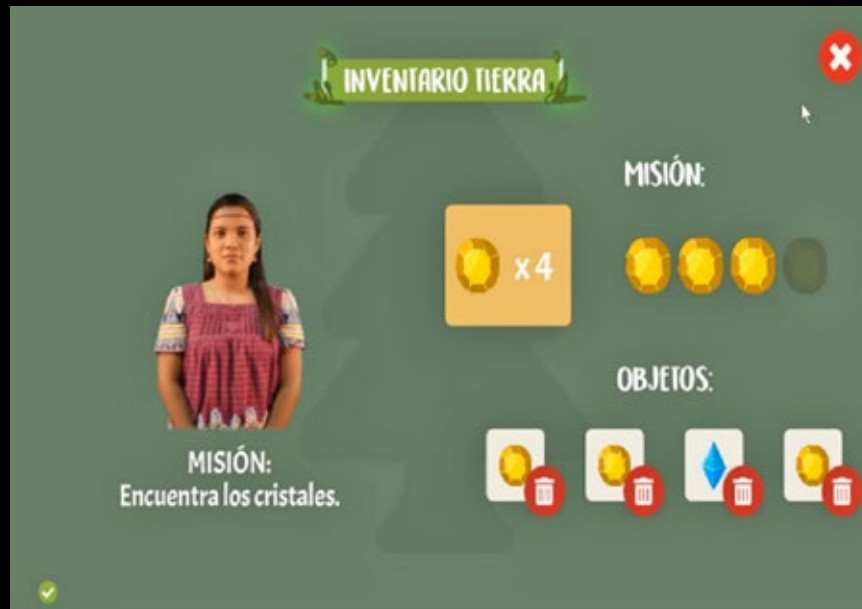 INVENTARIO TIERRA
MISIÓN:
x4
OBJETOS:
MISIÓN:
Encuentra los cristales.